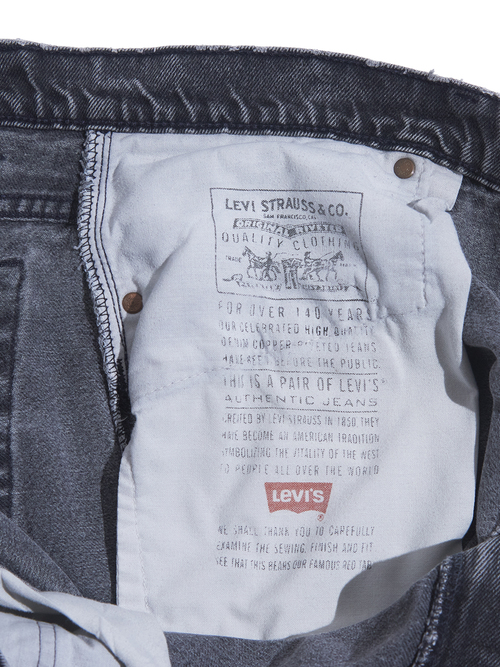 LEVI STRAUSS & CO.
SAN FRANCISCO, CAL.
ORIGINAL RIVETED
QUALITY CLOTHING
TRADE
FOR OVER 140 YEARS
OUR CELEBRATED HIGH QUALITY
DENIM COPPER-RIVETED JEANS
HAVE BEEN BEFORE THE PUBLIC.
THIS IS A PAIR OF LEVI'S®
AUTHENTIC JEANS
CREATED BY LEVI STRAUSS IN 1850, THEY
HAVE BECOME AN AMERICAN TRADITION
SYMBOLIZING THE VITALITY OF THE WEST
TO PEOPLE ALL OVER THE WORLD
LEVI'S
®
WE SHALL THANK YOU TO CAREFULLY
EXAMINE THE SEWING, FINISH AND FIT
SEE THAT THIS BEARS OUR FAMOUS RED TAB